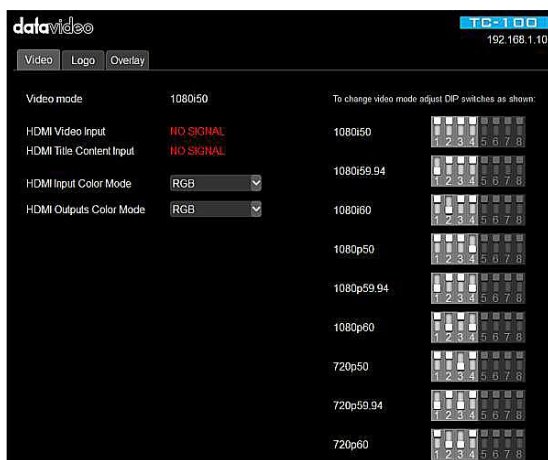 datavideo
TC-100
192.168.1.10
Video Logo Overlay
Video mode 1080i50
To change video mode adjust DIP switches as shown:
HDMI Video Input NO SIGNAL
HDMI Title Content Input NO SIGNAL
HDMI Input Color Mode RGB
HDMI Outputs Color Mode RGB
1080i50 1 2 3 4 5 6 7 8
1080i59.94 1 2 3 4 5 6 7 8
1080i60 1 2 3 4 5 6 7 8
1080p50 1 2 3 4 5 6 7 8
1080p59.94 1 2 3 4 5 6 7 8
1080p60 1 2 3 4 5 6 7 8
720p50 1 2 3 4 5 6 7 8
720p59.94 1 2 3 4 5 6 7 8
720p60 1 2 3 4 5 6 7 8